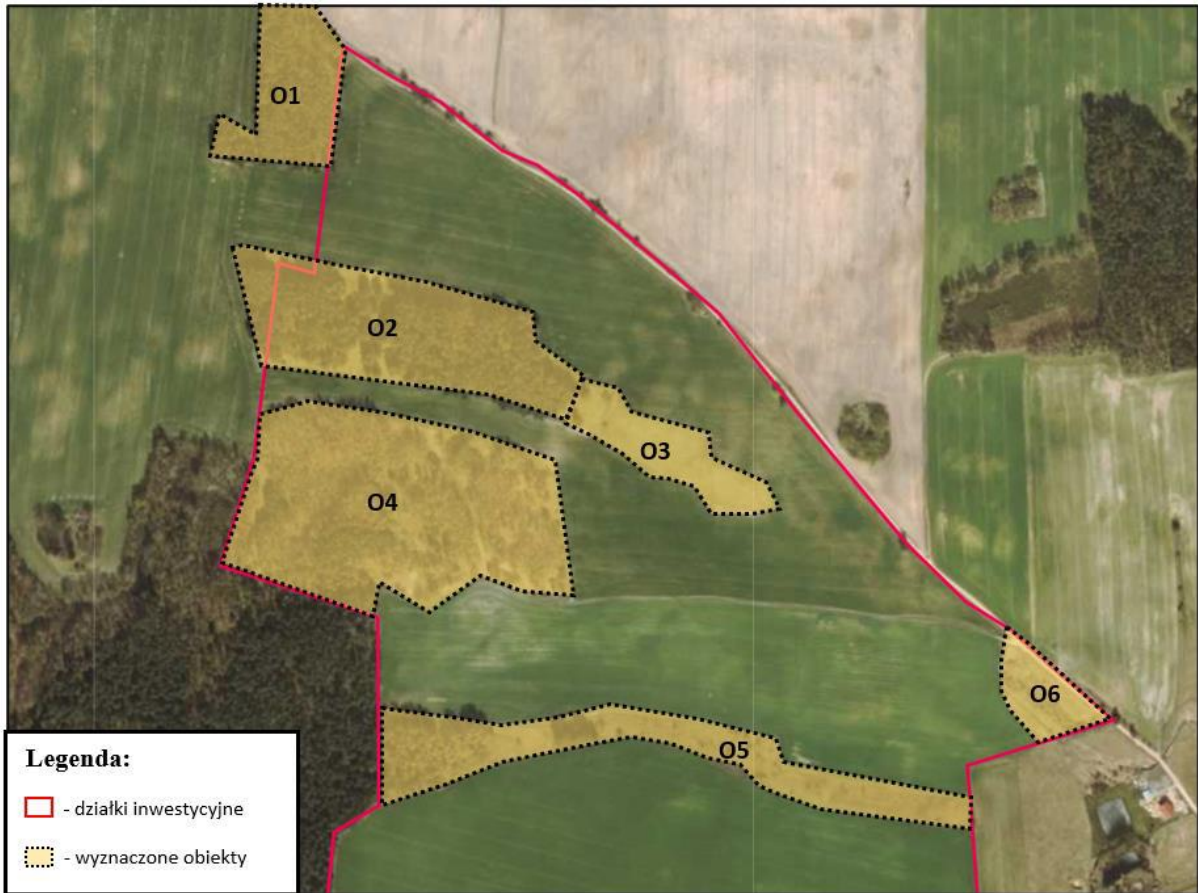 O1
O2
O3
O4
O5
O6
Legenda:
- działki inwestycyjne
- wyznaczone obiekty